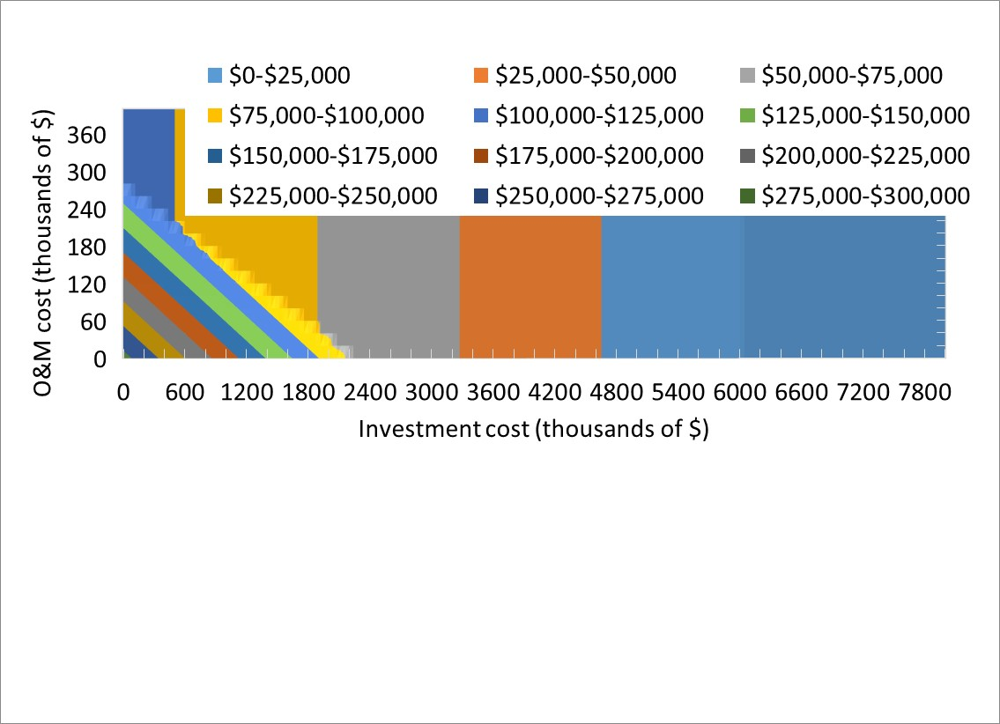 $0-$25,000 $25,000-$50,000 $50,000-$75,000
$75,000-$100,000 $100,000-$125,000 $125,000-$150,000
$150,000-$175,000 $175,000-$200,000 $200,000-$225,000
$225,000-$250,000 $250,000-$275,000 $275,000-$300,000
O&M cost (thousands of $)
360
300
240
180
120
60
0
0 600 1200 1800 2400 3000 3600 4200 4800 5400 6000 6600 7200 7800
Investment cost (thousands of $)